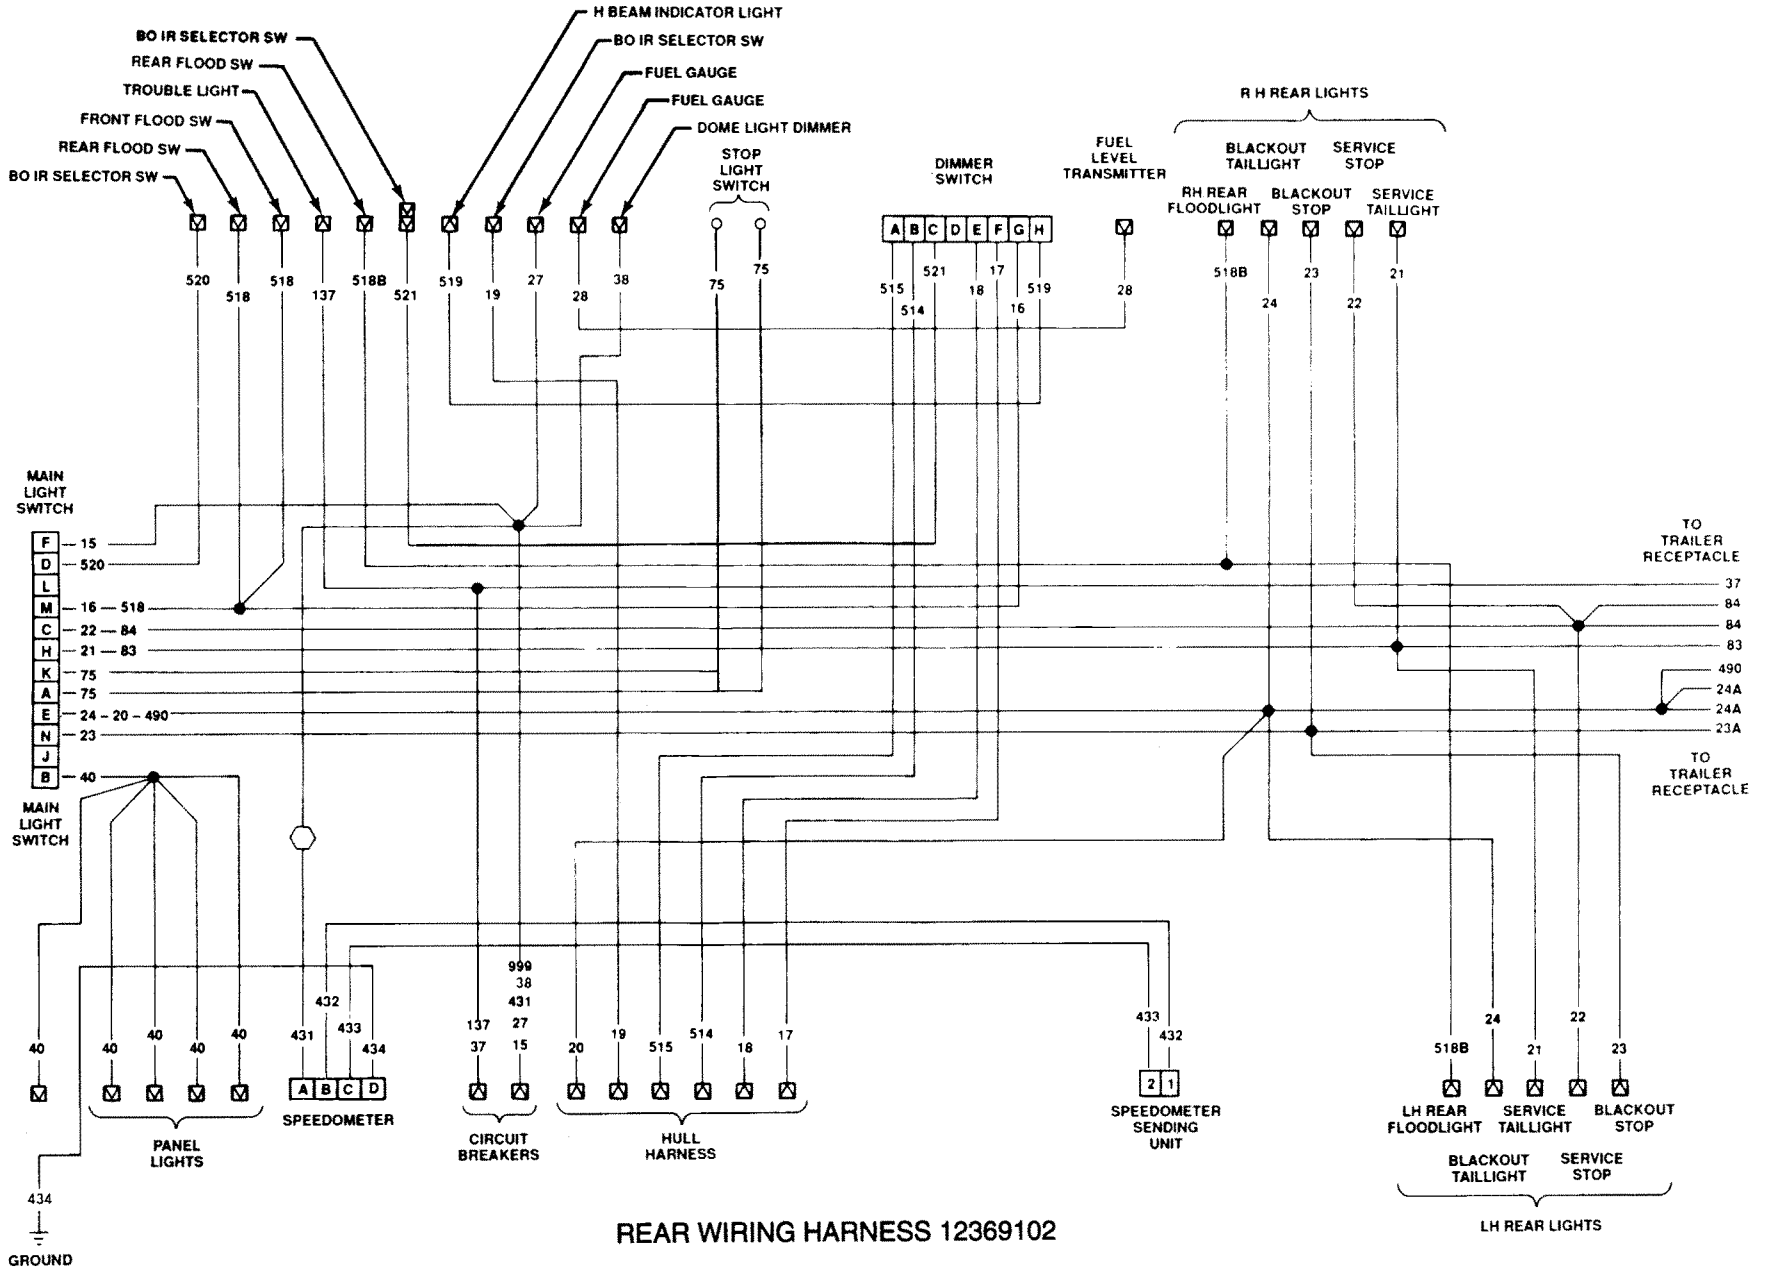 H BEAM INDICATOR LIGHT
BO IR SELECTOR SW
BO IR SELECTOR SW
REAR FLOOD SW
FUEL GAUGE
TROUBLE LIGHT
FUEL GAUGE
FRONT FLOOD SW
DOME LIGHT DIMMER
REAR FLOOD SW
BO IR SELECTOR SW
STOP
LIGHT
SWITCH
DIMMER
SWITCH
FUEL
LEVEL
TRANSMITTER
R H REAR LIGHTS
BLACKOUT
TAILLIGHT
SERVICE
STOP
RH REAR
FLOODLIGHT
BLACKOUT
STOP
SERVICE
TAILLIGHT
A B C D E F G H
520 518 518 137 518B 521 519 19 27 28 38 75 75
515 514 521 18 17 16 519 28
518B 24 23 22 21
MAIN
LIGHT
SWITCH
F 15
D 520
L
M 16 518
C 22 84
H 21 83
K 75
A 75
E 24 - 20 - 490
N 23
J
B 40
MAIN
LIGHT
SWITCH
TO
TRAILER
RECEPTACLE
37
84
84
83
490
24A
24A
23A
TO
TRAILER
RECEPTACLE
40 40 40 40 40
431 432 433 434
A B C D
SPEEDOMETER
PANEL
LIGHTS
434
GROUND
137
37
999
38
431
27
15
CIRCUIT
BREAKERS
20 19 515 514 18 17
HULL
HARNESS
433 432
2 1
SPEEDOMETER
SENDING
UNIT
518B 24 21 22 23
LH REAR
FLOODLIGHT
SERVICE
TAILLIGHT
BLACKOUT
STOP
BLACKOUT
TAILLIGHT
SERVICE
STOP
LH REAR LIGHTS
REAR WIRING HARNESS 12369102